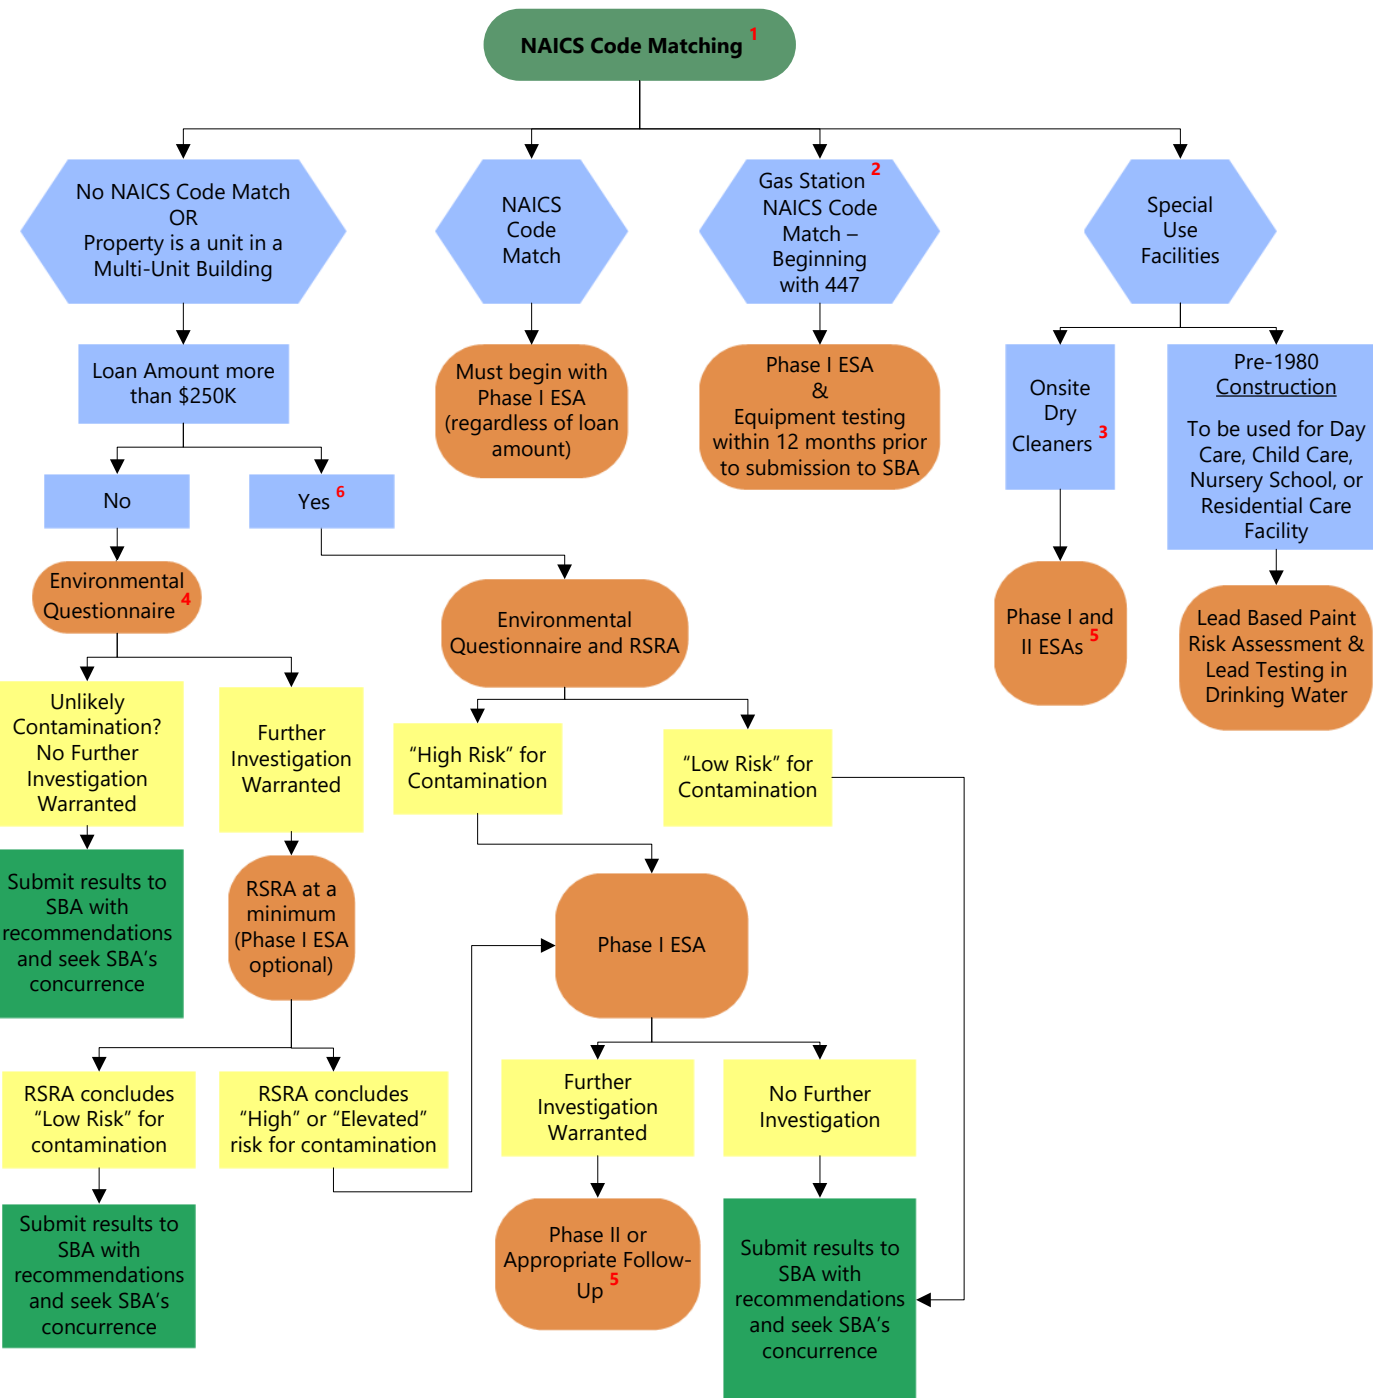 NAICS Code Matching 1
No NAICS Code Match
OR
Property is a unit in a
Multi-Unit Building
NAICS
Code
Match
Gas Station 2
NAICS Code
Match –
Beginning
with 447
Special
Use
Facilities
Loan Amount more
than $250K
Must begin with
Phase I ESA
(regardless of loan
amount)
Phase I ESA
&
Equipment testing
within 12 months prior
to submission to SBA
Onsite
Dry
Cleaners 3
Pre-1980
Construction
To be used for Day
Care, Child Care,
Nursery School, or
Residential Care
Facility
No
Yes 6
Environmental
Questionnaire 4
Environmental
Questionnaire and RSRA
Phase I and
II ESAs 5
Lead Based Paint
Risk Assessment &
Lead Testing in
Drinking Water
Unlikely
Contamination?
No Further
Investigation
Warranted
Further
Investigation
Warranted
“High Risk” for
Contamination
“Low Risk” for
Contamination
Submit results to
SBA with
recommendations
and seek SBA’s
concurrence
RSRA at a
minimum
(Phase I ESA
optional)
Phase I ESA
RSRA concludes
“Low Risk” for
contamination
RSRA concludes
“High” or “Elevated”
risk for contamination
Further
Investigation
Warranted
No Further
Investigation
Submit results to
SBA with
recommendations
and seek SBA’s
concurrence
Phase II or
Appropriate Follow-
Up 5
Submit results to
SBA with
recommendations
and seek SBA’s
concurrence